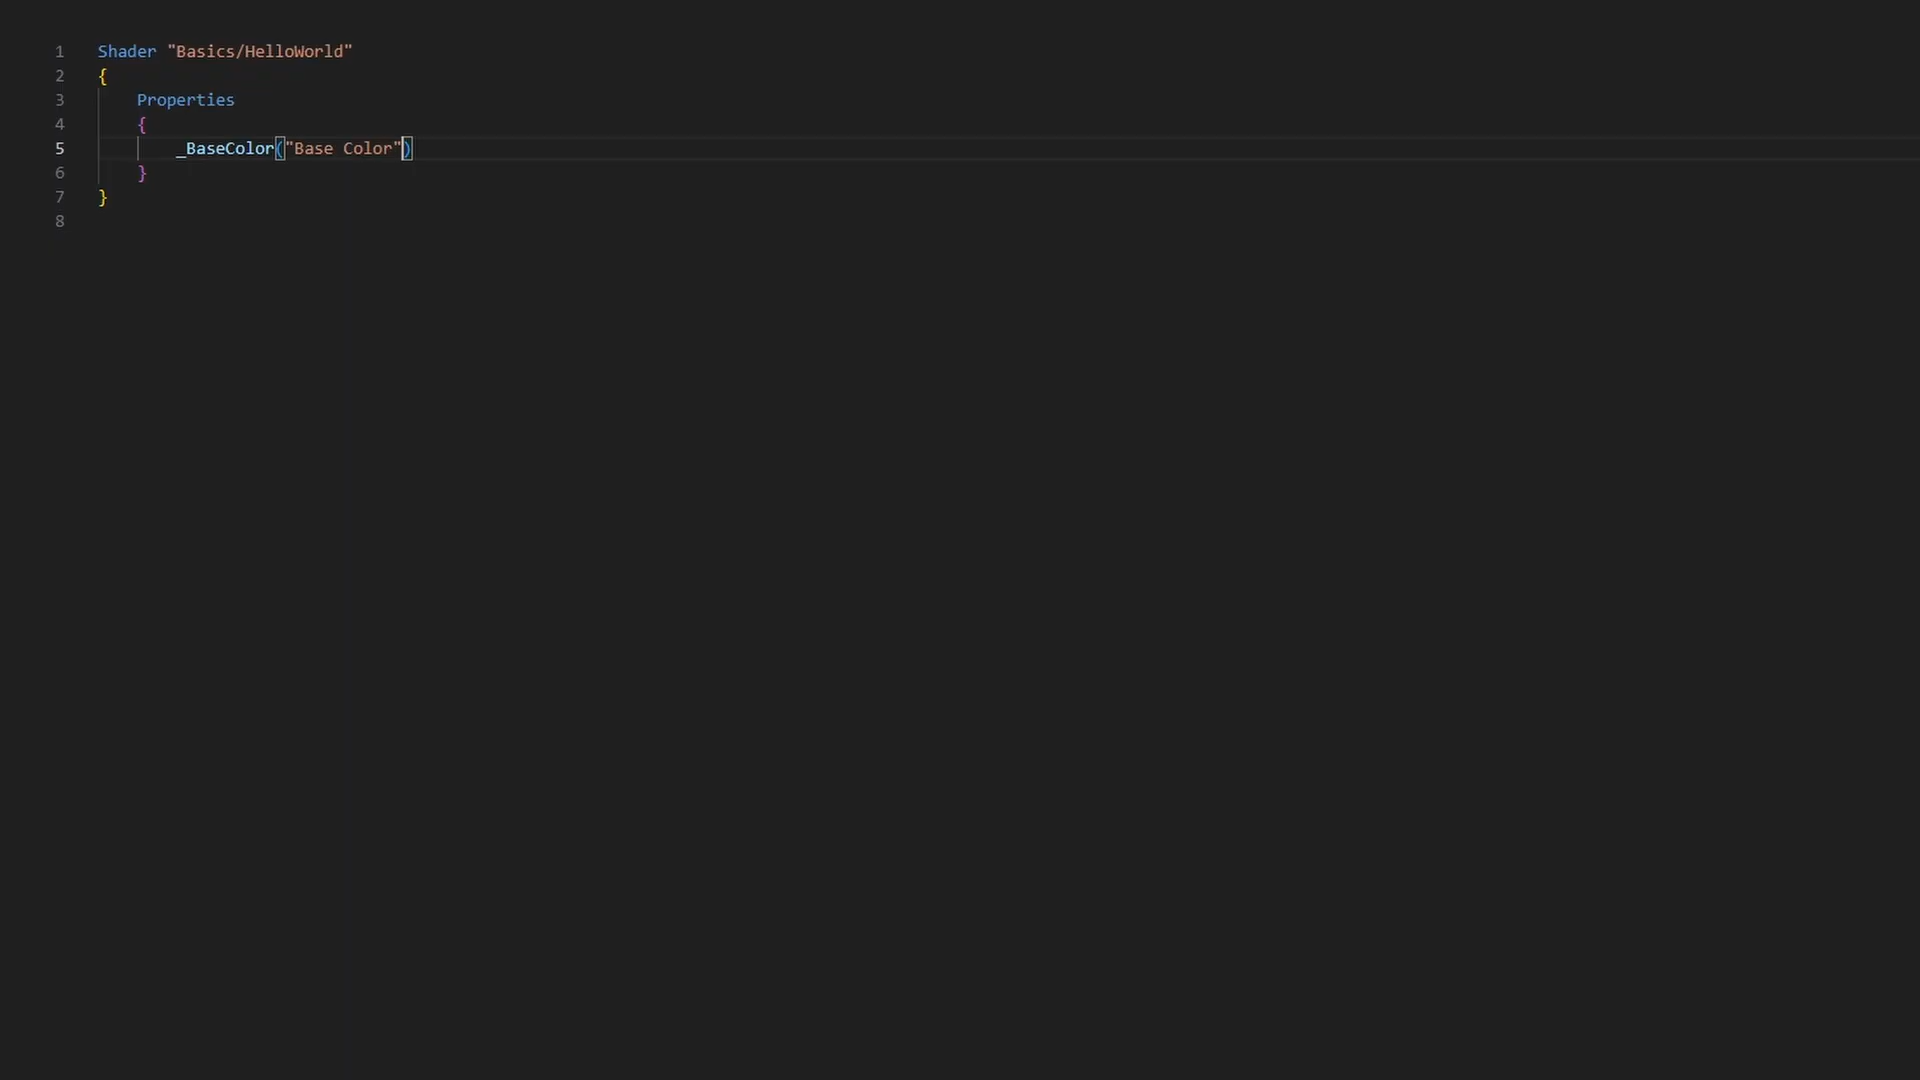 1 Shader "Basics/HelloWorld"
2 {
3 Properties
4 {
5 _BaseColor("Base Color")
6 }
7 }
8